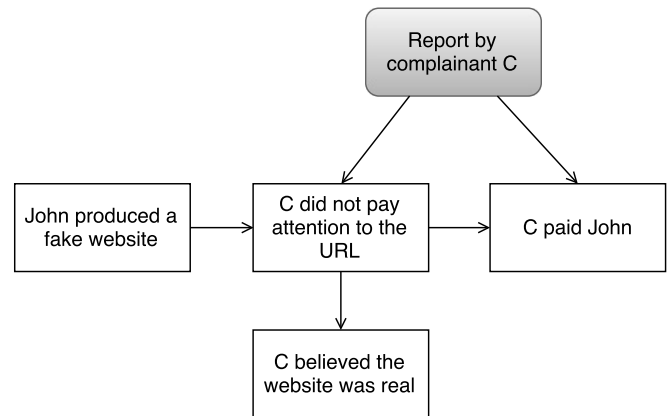 Report by
complainant C
John produced a
fake website
C did not pay
attention to the
URL
C paid John
C believed the
website was real